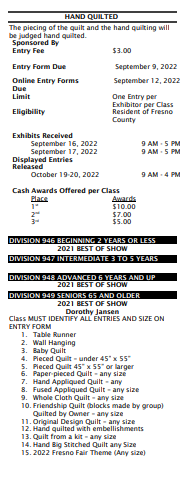 HAND QUILTED
The piecing of the quilt and the hand quilting will
be judged hand quilted.
Sponsored By
Entry Fee $3.00
Entry Form Due September 9, 2022
Online Entry Forms September 12, 2022
Due
Limit One Entry per
Exhibitor per Class
Eligibility Resident of Fresno
County
Exhibits Received
September 16, 2022 9 AM - 5 PM
September 17, 2022 9 AM - 5 PM
Displayed Entries
Released
October 19-20, 2022 9 AM - 4 PM
Cash Awards Offered per Class
Place Awards
1st $10.00
2nd $7.00
3rd $5.00
DIVISION 946 BEGINNING 2 YEARS OR LESS
2021 BEST OF SHOW
DIVISION 947 INTERMEDIATE 3 TO 5 YEARS
DIVISION 948 ADVANCED 6 YEARS AND UP
2021 BEST OF SHOW
DIVISION 949 SENIORS 65 AND OLDER
2021 BEST OF SHOW
Dorothy Jansen
Class MUST IDENTIFY ALL ENTRIES AND SIZE ON
ENTRY FORM
1. Table Runner
2. Wall Hanging
3. Baby Quilt
4. Pieced Quilt - under 45" x 55"
5. Pieced Quilt 45" x 55" or larger
6. Paper-pieced Quilt - any size
7. Hand Appliqued Quilt - any
8. Fused Appliqued Quilt - any size
9. Whole Cloth Quilt - any size
10. Friendship Quilt (blocks made by group)
Quilted by Owner - any size
11. Original Design Quilt - any size
12. Hand quilted with embellishments
13. Quilt from a kit - any size
14. Hand Big Stitched Quilt any Size
15. 2022 Fresno Fair Theme (Any size)